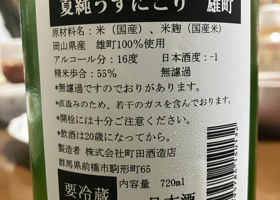 夏純うすにごり 雄町
原材料名：米（国産）、米麹（国産米）
岡山県産 雄町100％使用
アルコール分：16度 日本酒度：-1
精米歩合：55％ 無濾過
*無濾過ですのでおりがあります。
*直汲みのため、若干のガスを含んでおります。
*開栓には十分ご注意ください。
*飲酒は20歳になってから。
製造者 株式会社町田酒造店
群馬県前橋市駒形町65
要冷蔵 内容量 720ml
日本酒